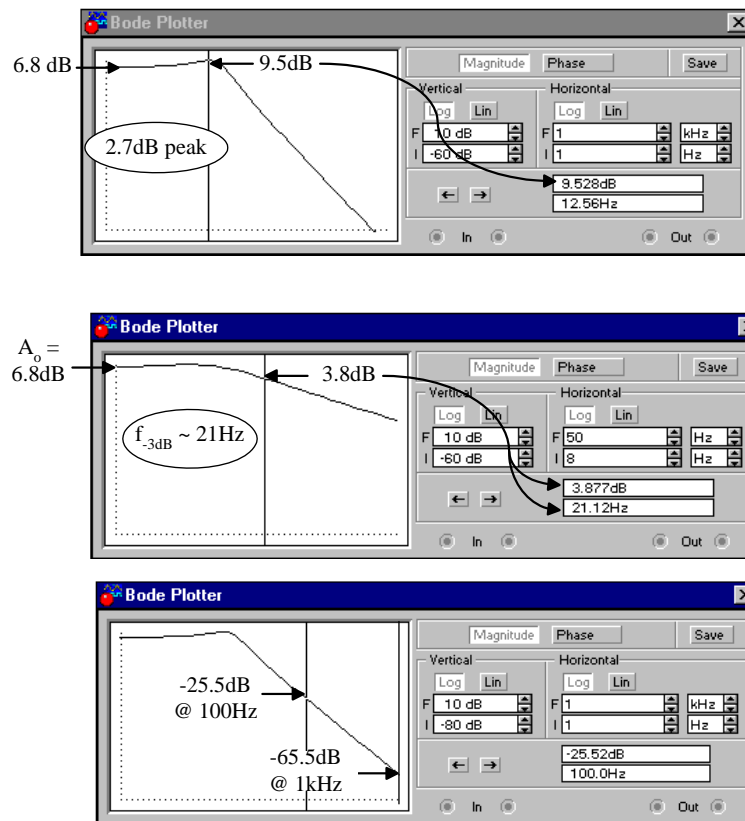 Bode Plotter
6.8 dB
9.5dB
2.7dB peak
Magnitude Phase Save
Vertical Horizontal
Log Lin Log Lin
F 10 dB F 1 kHz
I -60 dB I 1 Hz
9.528dB
12.56Hz
← →
In Out
Bode Plotter
Ao =
6.8dB
3.8dB
f-3dB ~ 21Hz
Magnitude Phase Save
Vertical Horizontal
Log Lin Log Lin
F 10 dB F 50 Hz
I -60 dB I 8 Hz
3.877dB
21.12Hz
← →
In Out
Bode Plotter
-25.5dB
@ 100Hz
-65.5dB
@ 1kHz
Magnitude Phase Save
Vertical Horizontal
Log Lin Log Lin
F 10 dB F 1 kHz
I -80 dB I 1 Hz
-25.52dB
100.0Hz
← →
In Out